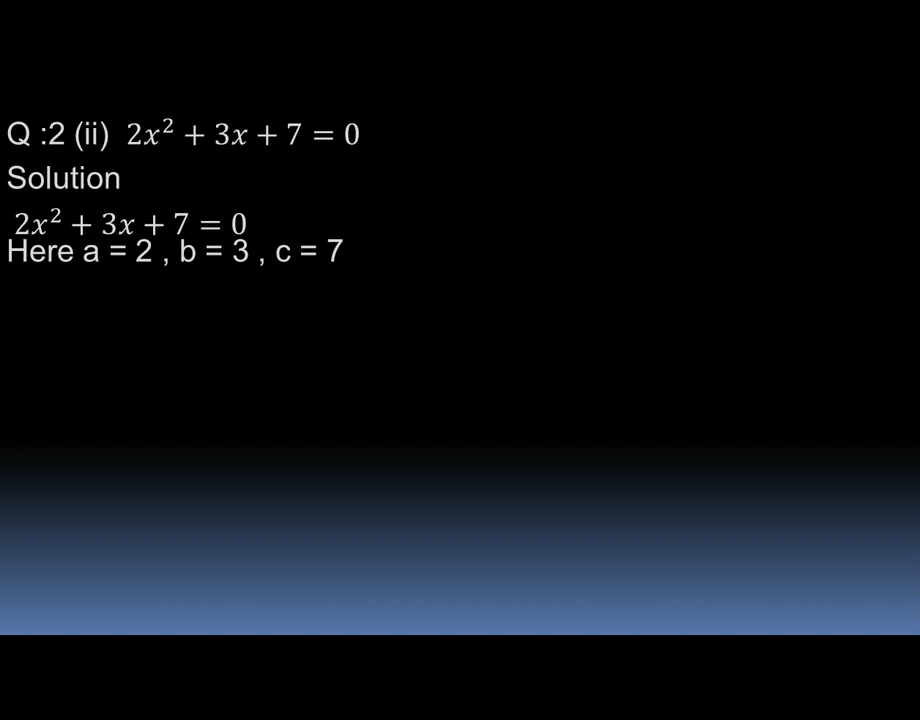 Q :2 (ii) 2x² + 3x + 7 = 0
Solution
2x² + 3x + 7 = 0
Here a = 2 , b = 3 , c = 7